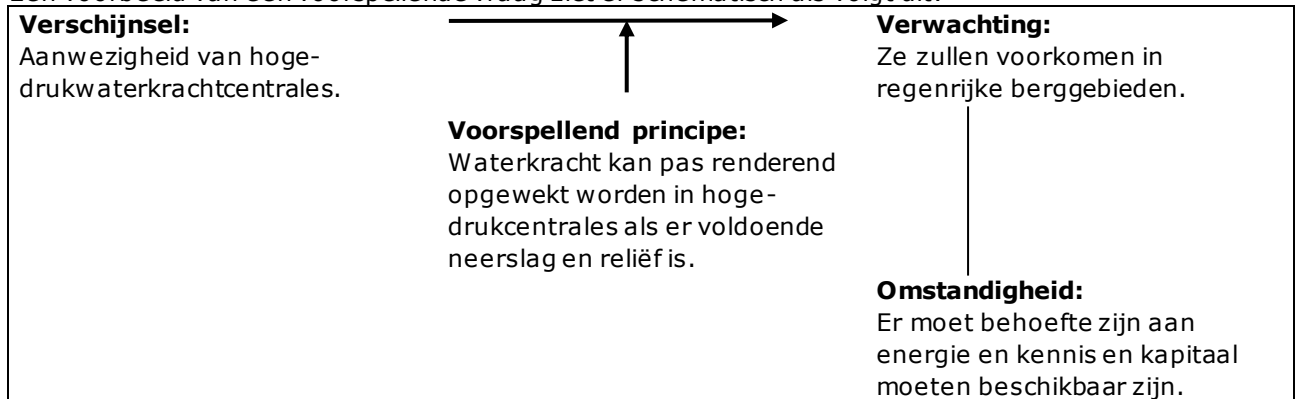 Verschijnsel:
Aanwezigheid van hoge-
drukwaterkrachtcentrales.
Voorspellend principe:
Waterkracht kan pas renderend
opgewekt worden in hoge-
drukcentrales als er voldoende
neerslag en reliëf is.
Verwachting:
Ze zullen voorkomen in
regenrijke berggebieden.
Omstandigheid:
Er moet behoefte zijn aan
energie en kennis en kapitaal
moeten beschikbaar zijn.